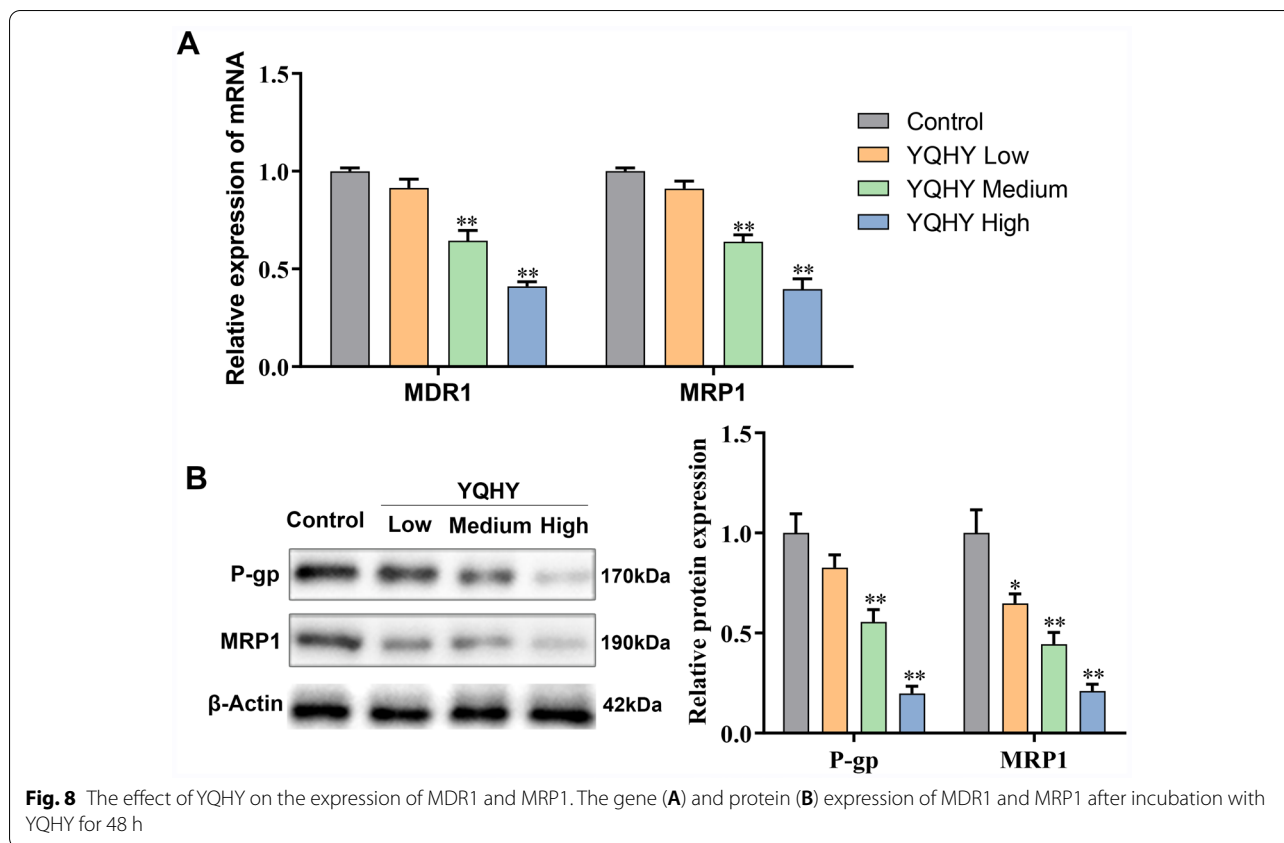 A
Relative expression of mRNA
1.5
1.0
0.5
0.0
**
**
**
**
MDR1
MRP1
Control
YQHY Low
YQHY Medium
YQHY High
B
YQHY
Control
Low
Medium
High
P-gp
170kDa
MRP1
190kDa
β-Actin
42kDa
Relative protein expression
1.5
1.0
0.5
0.0
**
**
*
**
**
P-gp
MRP1
Fig. 8 The effect of YQHY on the expression of MDR1 and MRP1. The gene (A) and protein (B) expression of MDR1 and MRP1 after incubation with
YQHY for 48 h